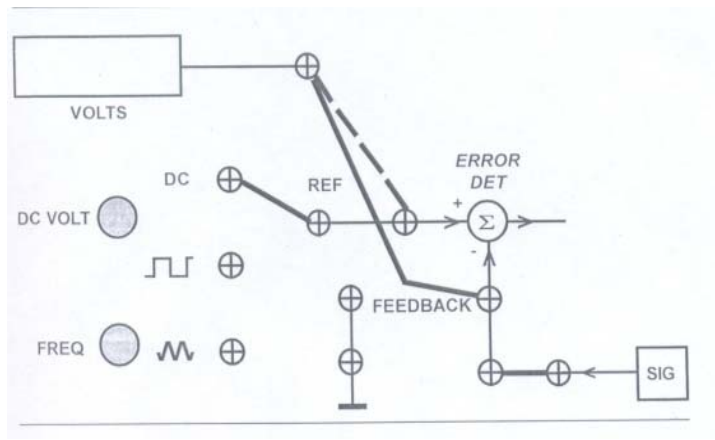 VOLTS
ERROR
DET
DC
REF
DC VOLT
+
Σ
-
FEEDBACK
FREQ
SIG